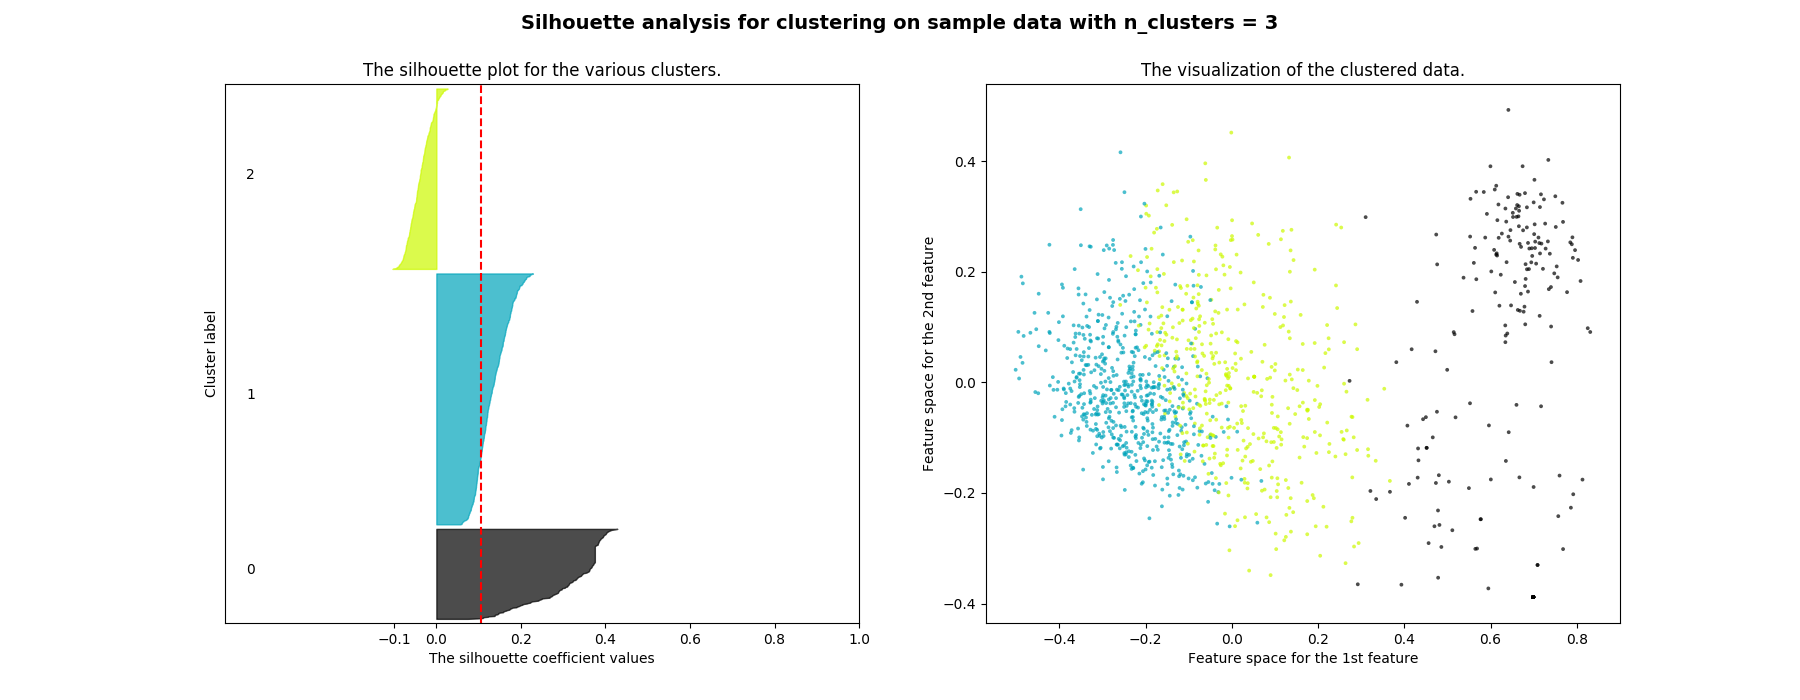 Silhouette analysis for clustering on sample data with n_clusters = 3
The silhouette plot for the various clusters.
2
1
0
Cluster label
−0.1 0.0 0.2 0.4 0.6 0.8 1.0
The silhouette coefficient values
The visualization of the clustered data.
0.4
0.2
0.0
−0.2
−0.4
Feature space for the 2nd feature
−0.4 −0.2 0.0 0.2 0.4 0.6 0.8
Feature space for the 1st feature